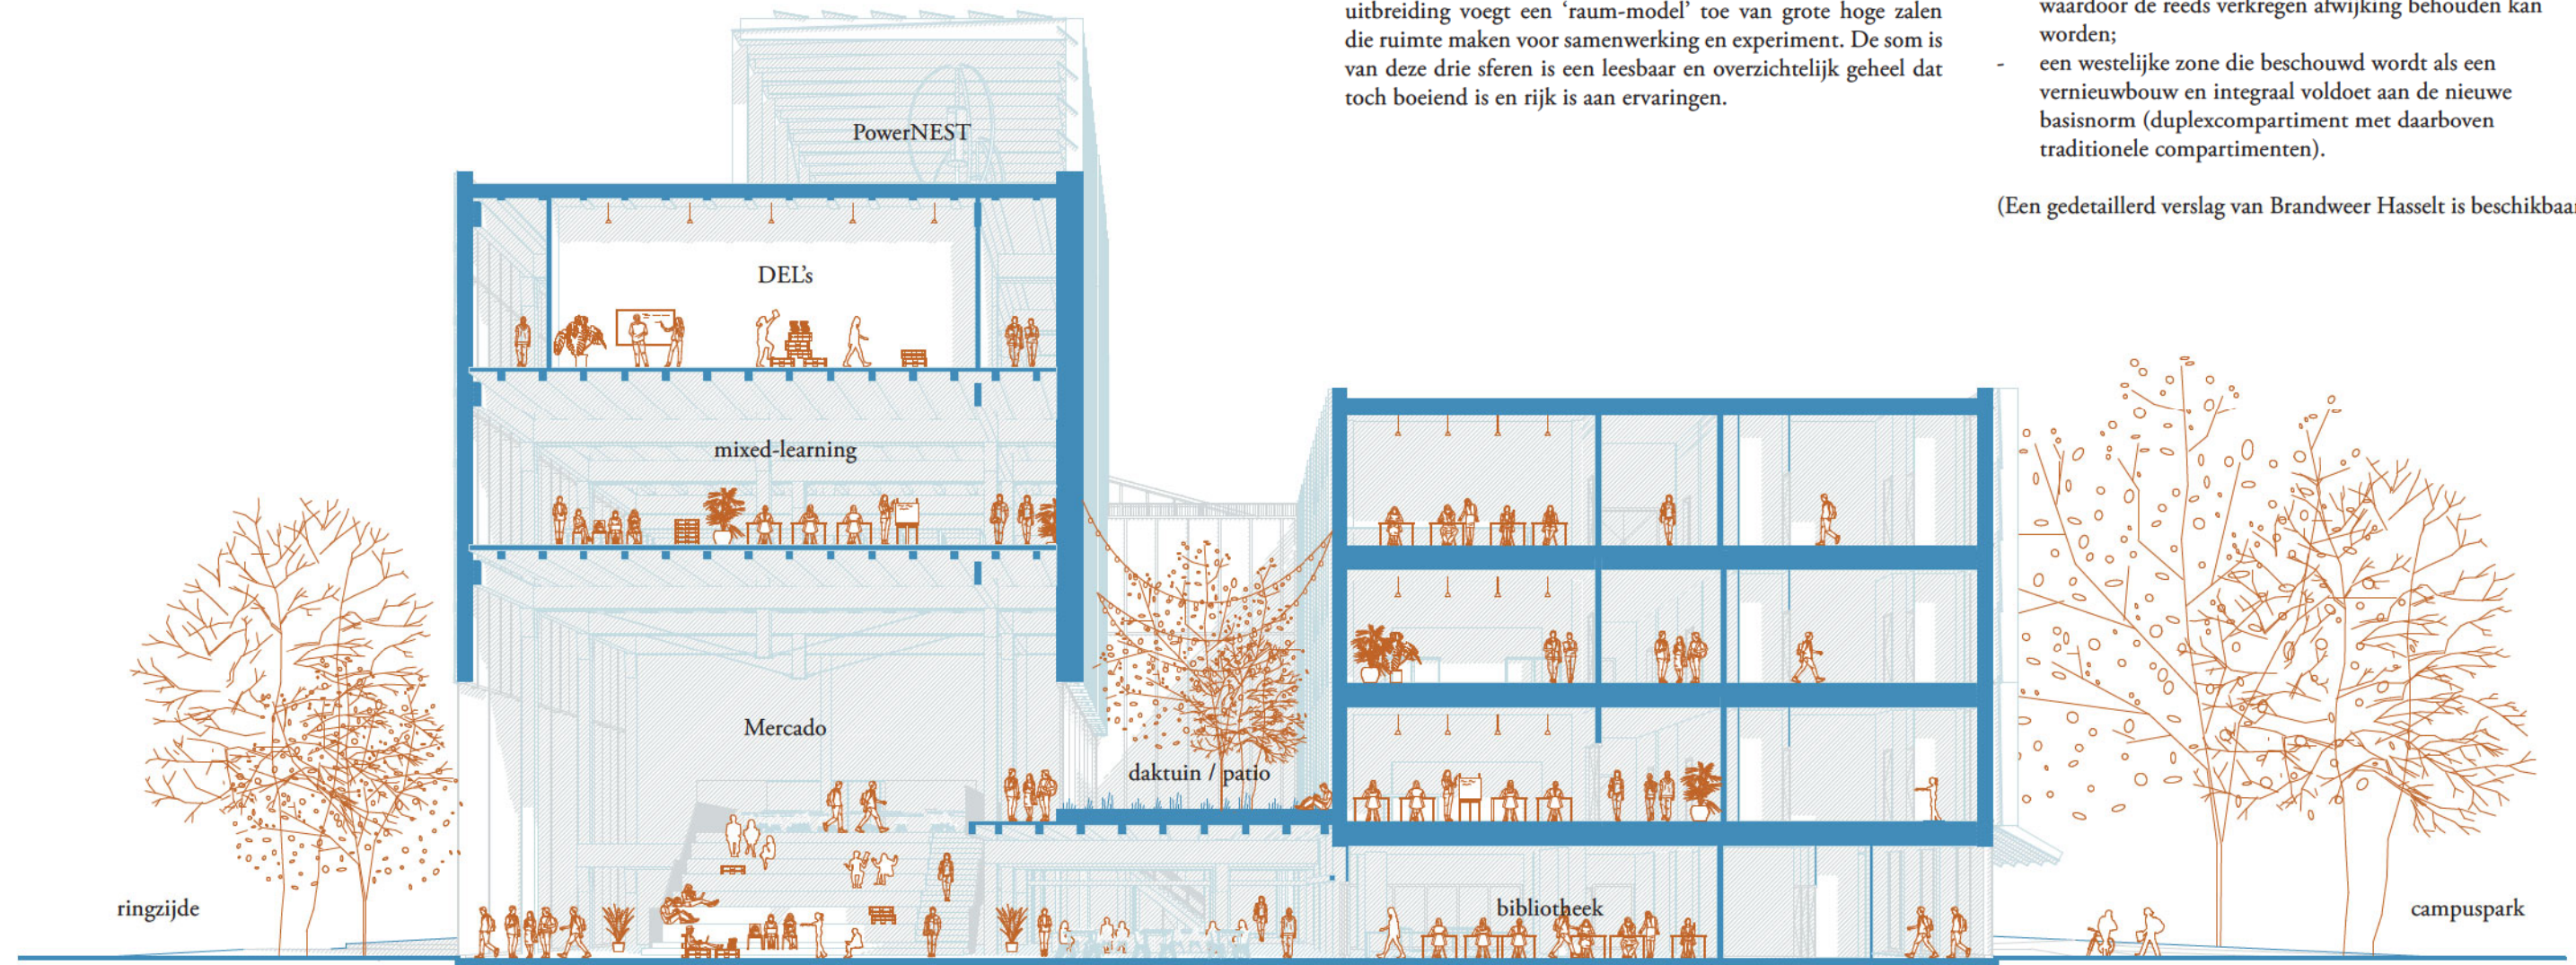 uitbreiding voegt een ‘raum-model’ toe van grote hoge zalen
die ruimte maken voor samenwerking en experiment. De som is
van deze drie sferen is een leesbaar en overzichtelijk geheel dat
toch boeiend is en rijk is aan ervaringen.
waardoor de reeds verkregen afwijking behouden kan
worden;
- een westelijke zone die beschouwd wordt als een
vernieuwbouw en integraal voldoet aan de nieuwe
basisnorm (duplexcompartiment met daarboven
traditionele compartimenten).
(Een gedetaillerd verslag van Brandweer Hasselt is beschikbaar
PowerNEST
DEL’s
mixed-learning
Mercado
daktuin / patio
bibliotheek
ringzijde
campuspark